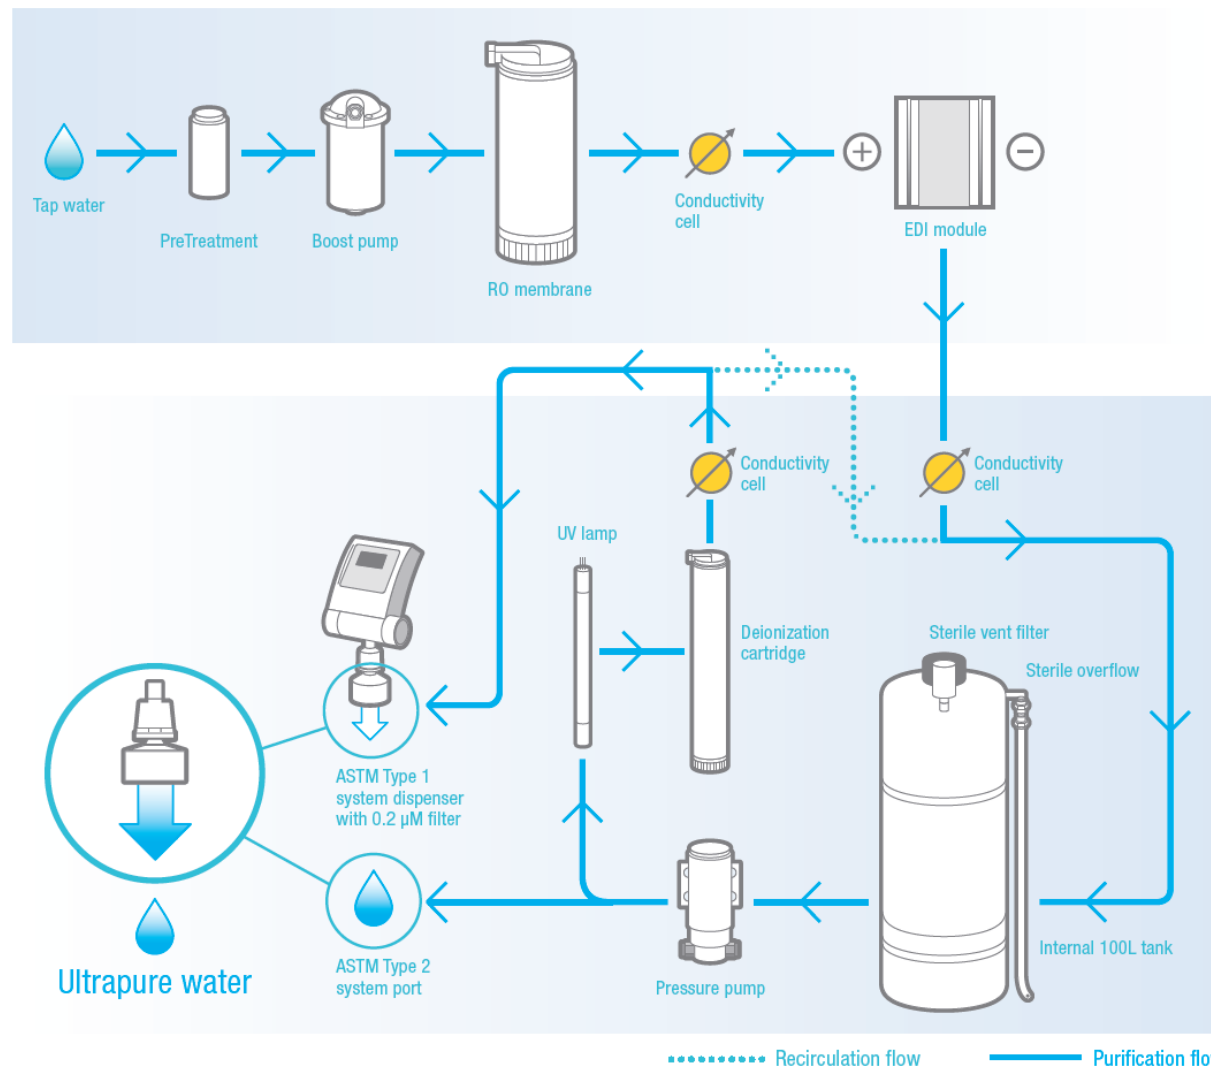 Tap water
PreTreatment
Boost pump
RO membrane
Conductivity
cell
+
−
EDI module
Conductivity
cell
Conductivity
cell
UV lamp
Deionization
cartridge
Sterile vent filter
Sterile overflow
ASTM Type 1
system dispenser
with 0.2 µM filter
ASTM Type 2
system port
Pressure pump
Internal 100L tank
Ultrapure water
Recirculation flow
Purification flo